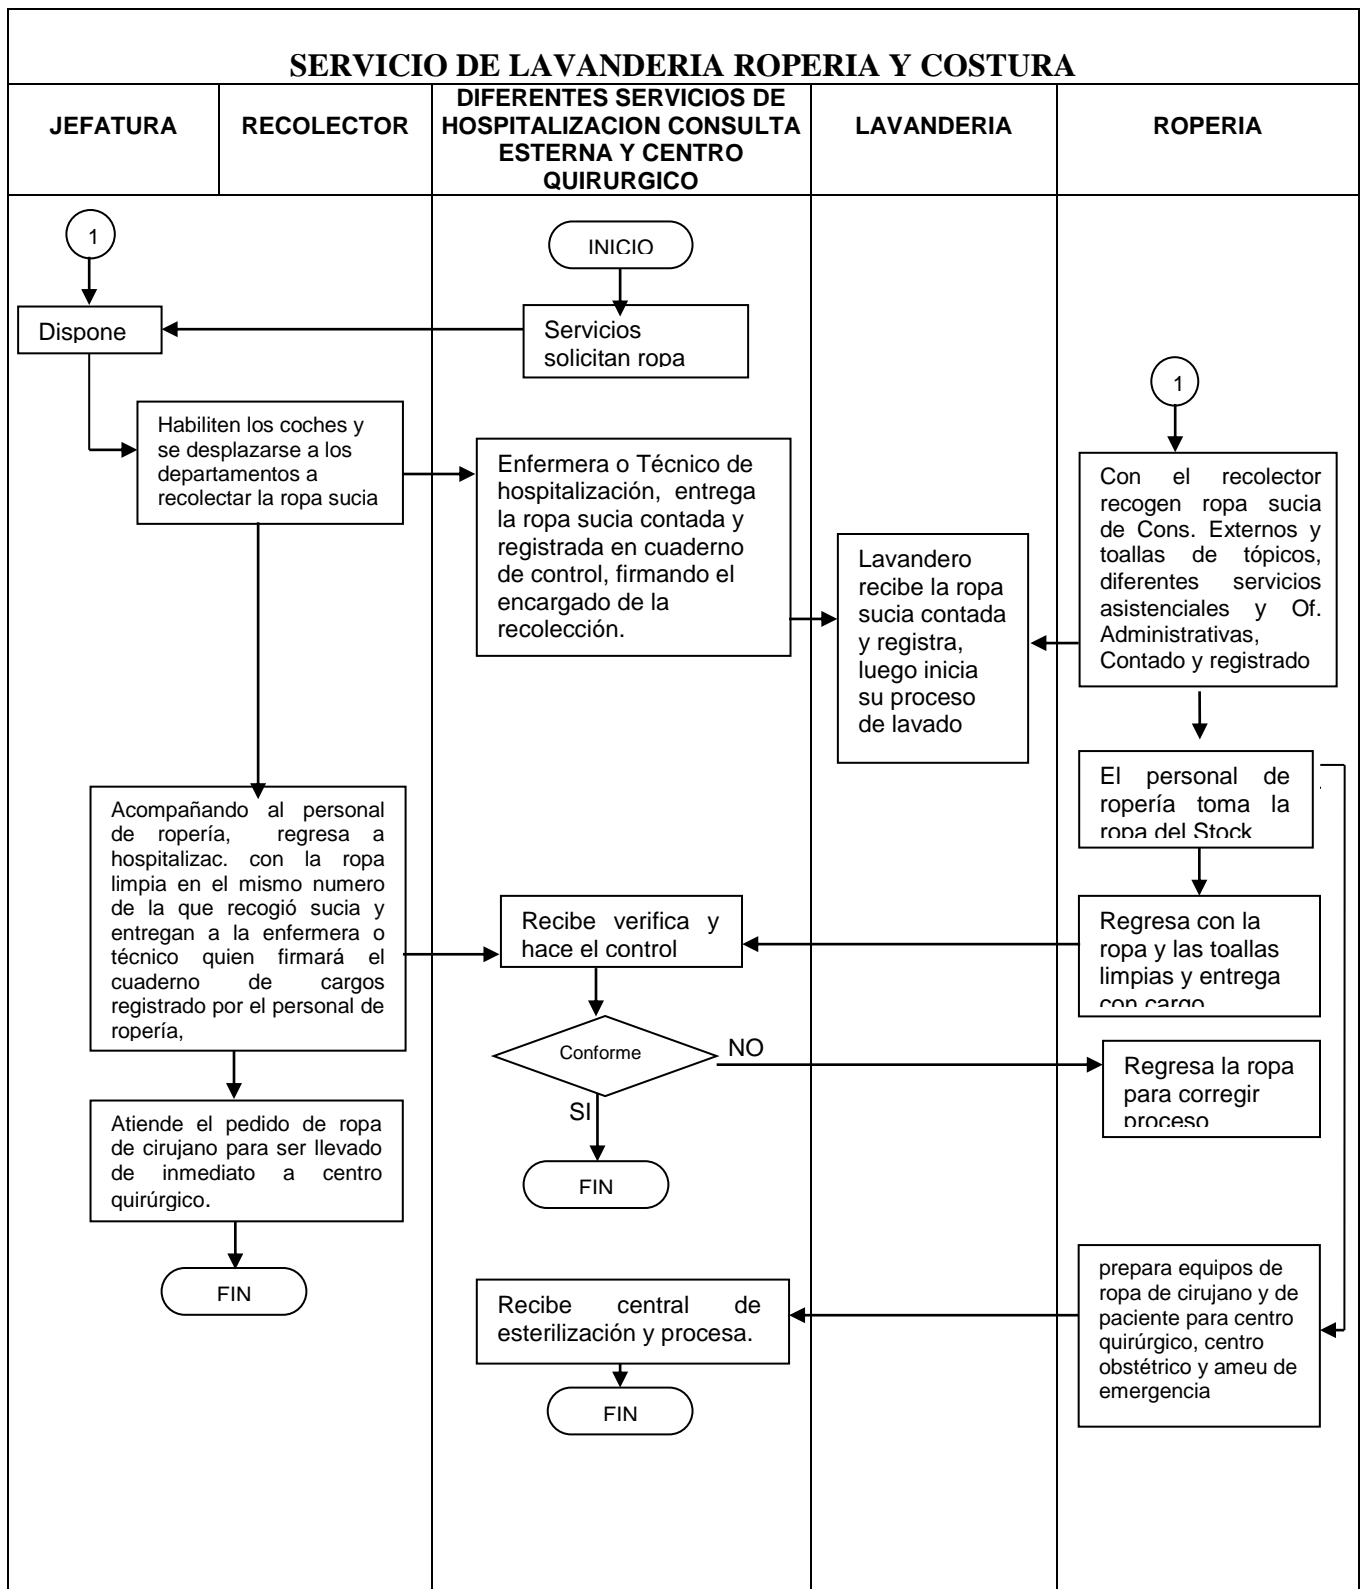 SERVICIO DE LAVANDERIA ROPERIA Y COSTURA
JEFATURA
RECOLECTOR
DIFERENTES SERVICIOS DE
HOSPITALIZACION CONSULTA
ESTERNA Y CENTRO
QUIRURGICO
LAVANDERIA
ROPERIA
1
INICIO
Dispone
Servicios
solicitan ropa
1
Habiliten los coches y
se desplazarse a los
departamentos a
recolectar la ropa sucia
Enfermera o Técnico de
hospitalización, entrega
la ropa sucia contada y
registrada en cuaderno
de control, firmando el
encargado de la
recolección.
Lavandero
recibe la ropa
sucia contada
y registra,
luego inicia
su proceso
de lavado
Con el recolector
recogen ropa sucia
de Cons. Externos y
toallas de tópicos,
diferentes servicios
asistenciales y Of.
Administrativas,
Contado y registrado
El personal de
ropería toma la
ropa del Stock
Acompañando al personal
de ropería, regresa a
hospitalizac. con la ropa
limpia en el mismo numero
de la que recogió sucia y
entregan a la enfermera o
técnico quien firmará el
cuaderno de cargos
registrado por el personal de
ropería,
Recibe verifica y
hace el control
Regresa con la
ropa y las toallas
limpias y entrega
con cargo
Conforme
NO
SI
Regresa la ropa
para corregir
proceso
Atiende el pedido de ropa
de cirujano para ser llevado
de inmediato a centro
quirúrgico.
FIN
FIN
Recibe central de
esterilización y procesa.
prepara equipos de
ropa de cirujano y de
paciente para centro
quirúrgico, centro
obstétrico y ameu de
emergencia
FIN